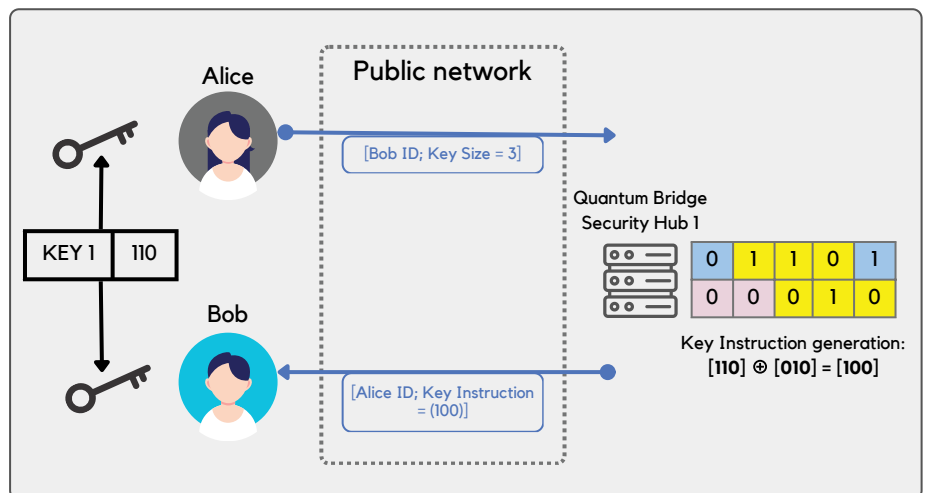 Alice
Public network
[Bob ID; Key Size = 3]
Quantum Bridge
Security Hub 1
KEY 1 110
0 1 1 0 1
0 0 0 1 0
Bob
Key Instruction generation:
[110] ⊕ [010] = [100]
[Alice ID; Key Instruction
= (100)]